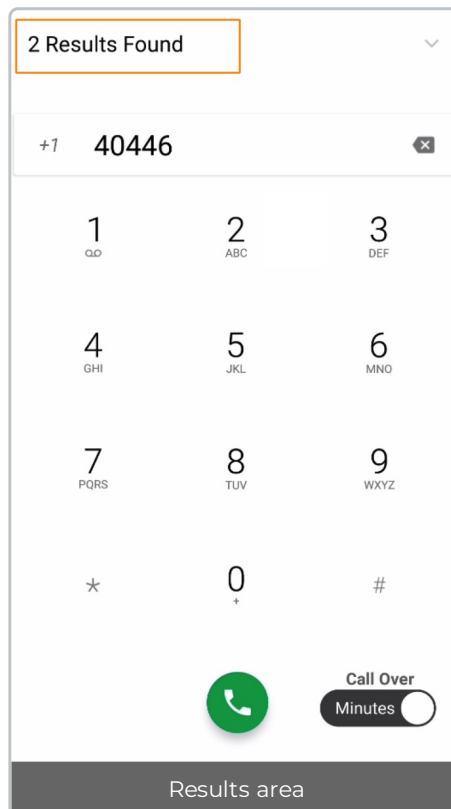 2 Results Found
+1 40446
1 2 3
ABC DEF
4 5 6
GHI JKL MNO
7 8 9
PQRS TUV WXYZ
* 0 #
+
Call Over
Minutes
Results area